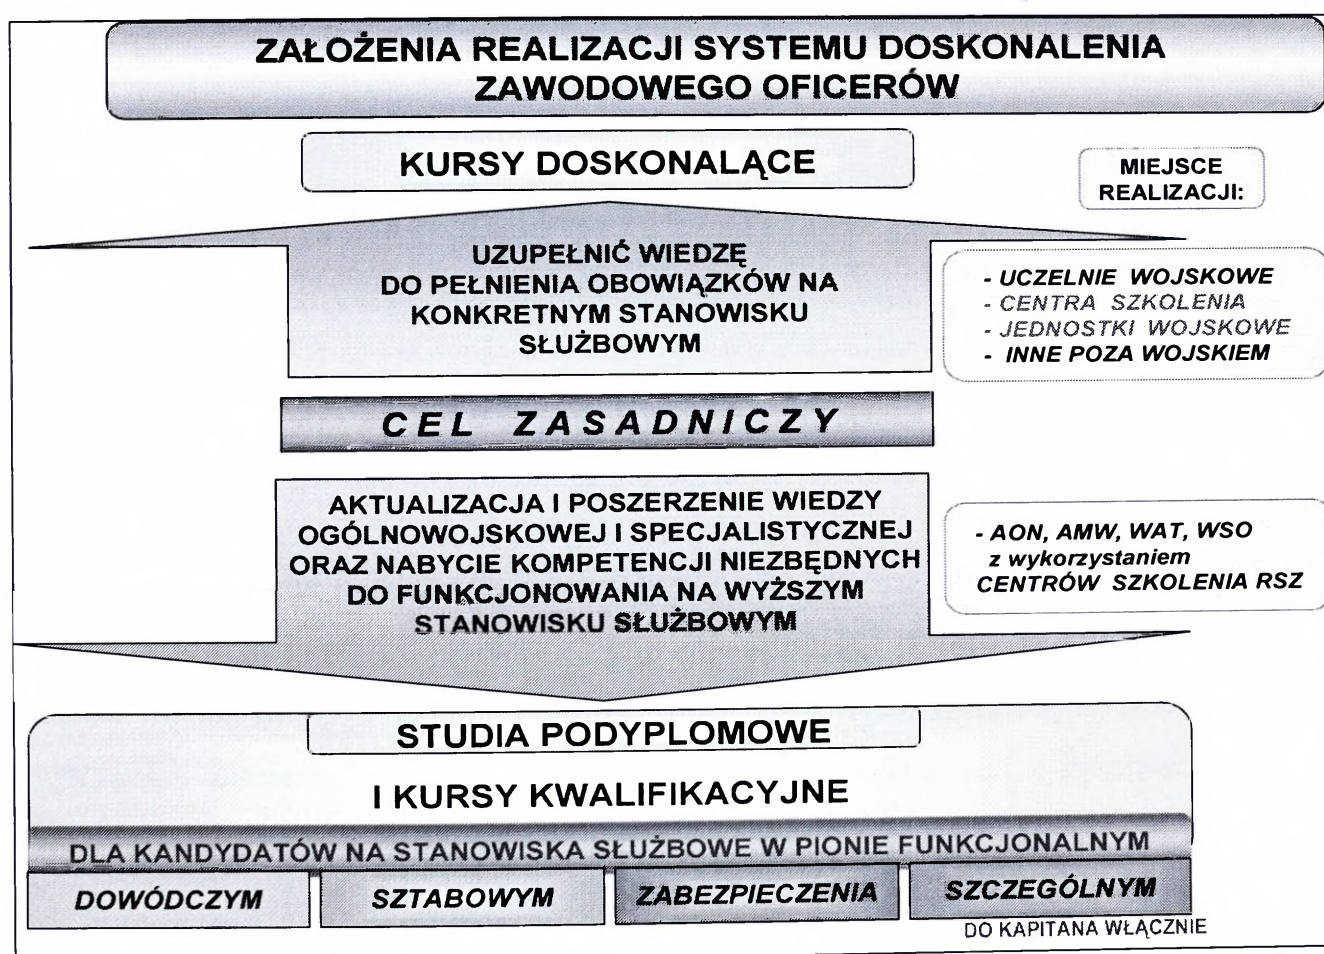 ZAŁOŻENIA REALIZACJI SYSTEMU DOSKONALENIA
ZAWODOWEGO OFICERÓW
KURSY DOSKONALĄCE
MIEJSCE
REALIZACJI:
UZUPEŁNIĆ WIEDZĘ
DO PEŁNIENIA OBOWIĄZKÓW NA
KONKRETNYM STANOWISKU
SŁUŻBOWYM
- UCZELNIE WOJSKOWE
- CENTRA SZKOLENIA
- JEDNOSTKI WOJSKOWE
- INNE POZA WOJSKIEM
CEL ZASADNICZY
AKTUALIZACJA I POSZERZENIE WIEDZY
OGÓLNOWOJSKOWEJ I SPECJALISTYCZNEJ
ORAZ NABYCIE KOMPETENCJI NIEZBĘDNYCH
DO FUNKCJONOWANIA NA WYŻSZYM
STANOWISKU SŁUŻBOWYM
- AON, AMW, WAT, WSO
z wykorzystaniem
CENTRÓW SZKOLENIA RSZ
STUDIA PODYPLOMOWE
I KURSY KWALIFIKACYJNE
DLA KANDYDATÓW NA STANOWISKA SŁUŻBOWE W PIONIE FUNKCJONALNYM
DOWÓDCZYM
SZTABOWYM
ZABEZPIECZENIA
SZCZEGÓLNYM
DO KAPITANA WŁĄCZNIE